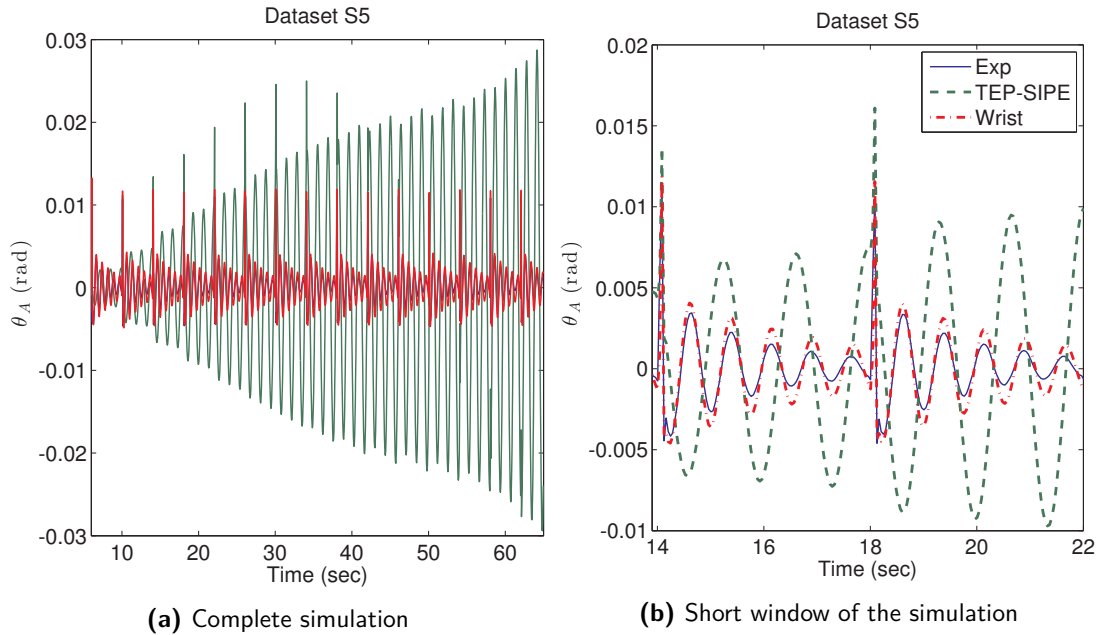 Dataset S5
0.03
0.02
0.01
0
-0.01
-0.02
-0.03
θ_A (rad)
10
20
30
40
50
60
Time (sec)
(a) Complete simulation
Dataset S5
0.02
0.015
0.01
0.005
0
-0.005
-0.01
θ_A (rad)
Exp
TEP-SIPE
Wrist
14
16
18
20
22
Time (sec)
(b) Short window of the simulation